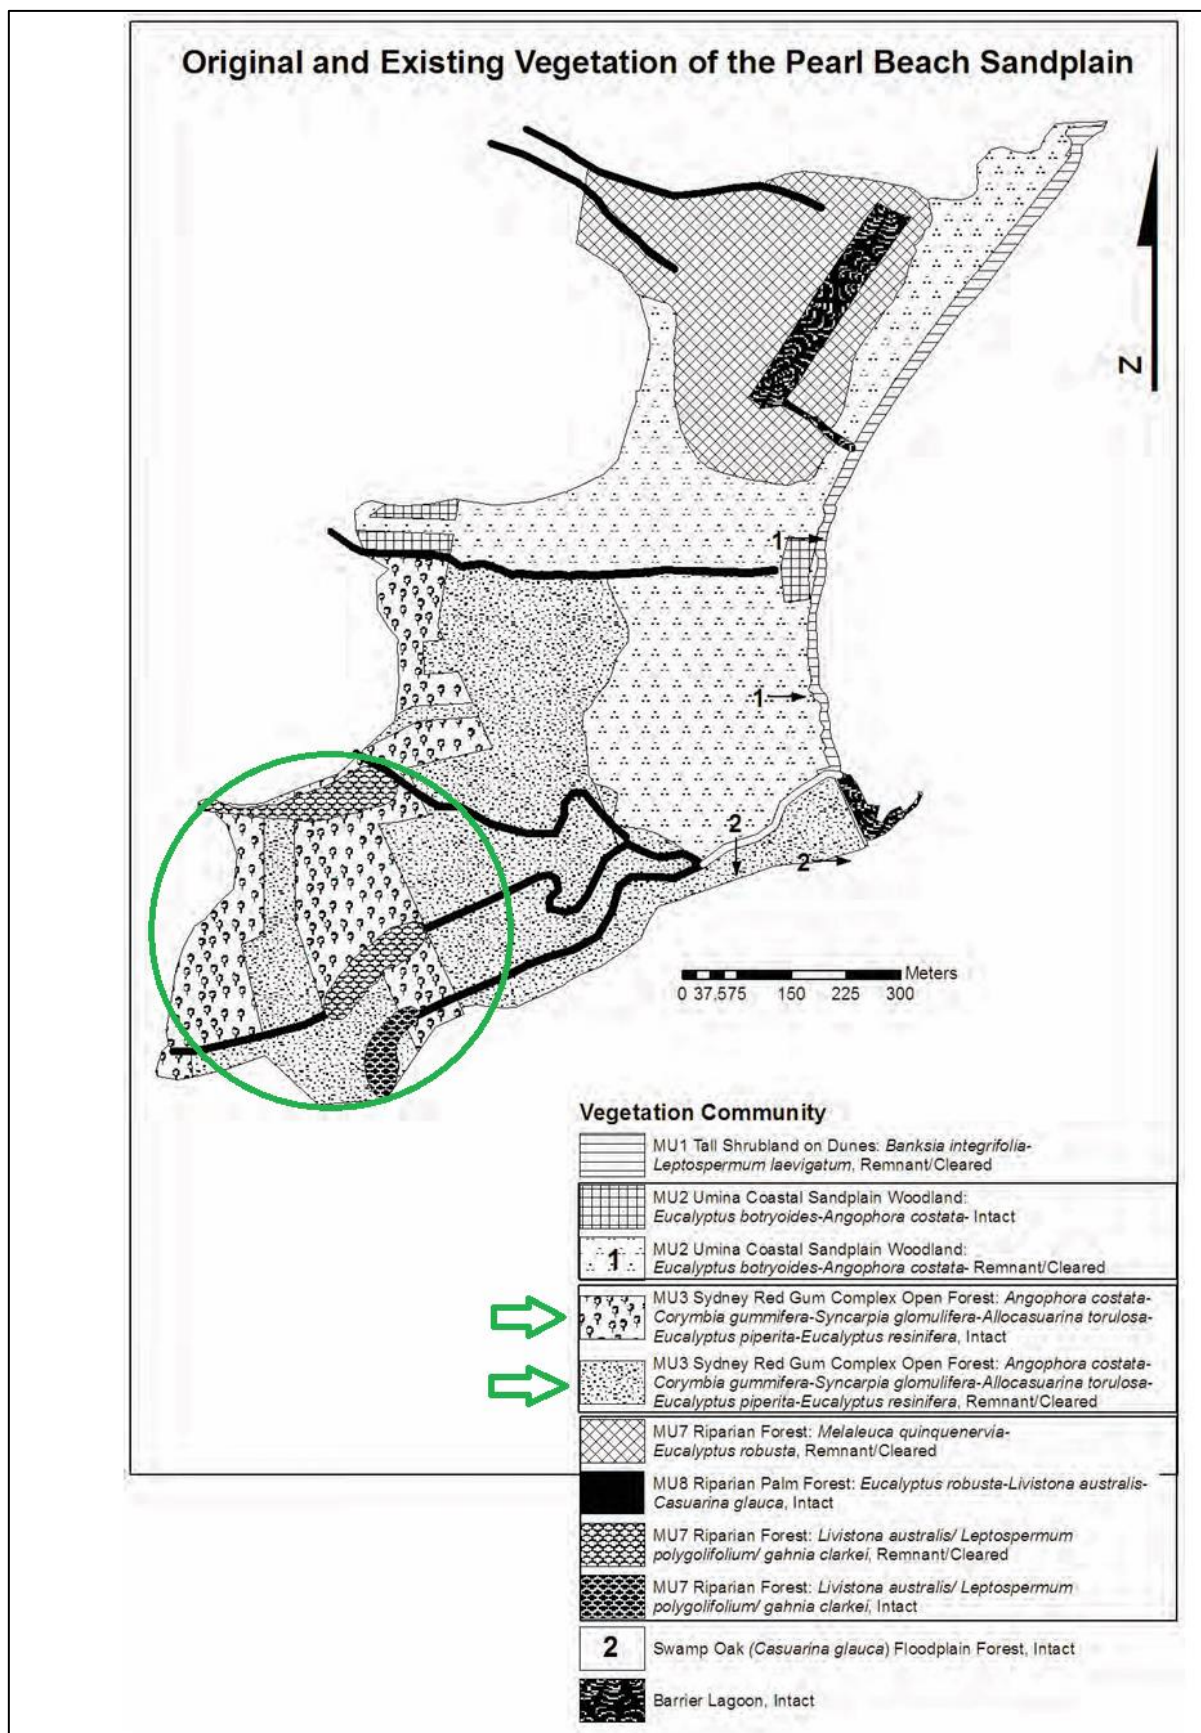 Original and Existing Vegetation of the Pearl Beach Sandplain
N
1
1
2
2
Meters
0 37.575 150 225 300
Vegetation Community
MU1 Tall Shrubland on Dunes: Banksia integrifolia-
Leptospermum laevigatum, Remnant/Cleared
MU2 Umina Coastal Sandplain Woodland:
Eucalyptus botryoides-Angophora costata- Intact
1
MU2 Umina Coastal Sandplain Woodland:
Eucalyptus botryoides-Angophora costata- Remnant/Cleared
MU3 Sydney Red Gum Complex Open Forest: Angophora costata-
Corymbia gummifera-Syncarpia glomulifera-Allocasuarina torulosa-
Eucalyptus piperita-Eucalyptus resinifera, Intact
MU3 Sydney Red Gum Complex Open Forest: Angophora costata-
Corymbia gummifera-Syncarpia glomulifera-Allocasuarina torulosa-
Eucalyptus piperita-Eucalyptus resinifera, Remnant/Cleared
MU7 Riparian Forest: Melaleuca quinquenervia-
Eucalyptus robusta, Remnant/Cleared
MU8 Riparian Palm Forest: Eucalyptus robusta-Livistona australis-
Casuarina glauca, Intact
MU7 Riparian Forest: Livistona australis/ Leptospermum
polygolifolium/ gahnia clarkei, Remnant/Cleared
MU7 Riparian Forest: Livistona australis/ Leptospermum
polygolifolium/ gahnia clarkei, Intact
2
Swamp Oak (Casuarina glauca) Floodplain Forest, Intact
Barrier Lagoon, Intact